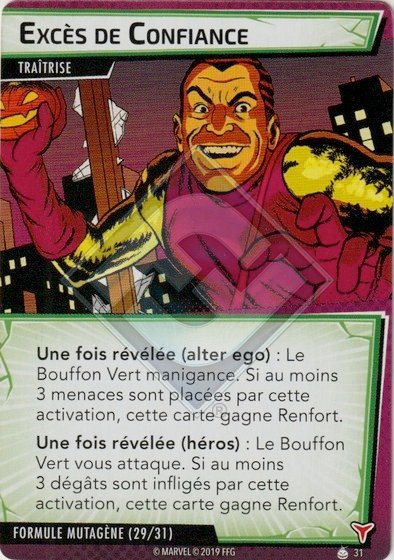 EXCÈS DE CONFIANCE
TRAÎTRISE
Une fois révélée (alter ego) : Le
Bouffon Vert manigance. Si au moins
3 menaces sont placées par cette
activation, cette carte gagne Renfort.
Une fois révélée (héros) : Le Bouffon
Vert vous attaque. Si au moins
3 dégâts sont infligés par cette
activation, cette carte gagne Renfort.
FORMULE MUTAGÈNE (29/31)
© MARVEL © 2019 FFG
31